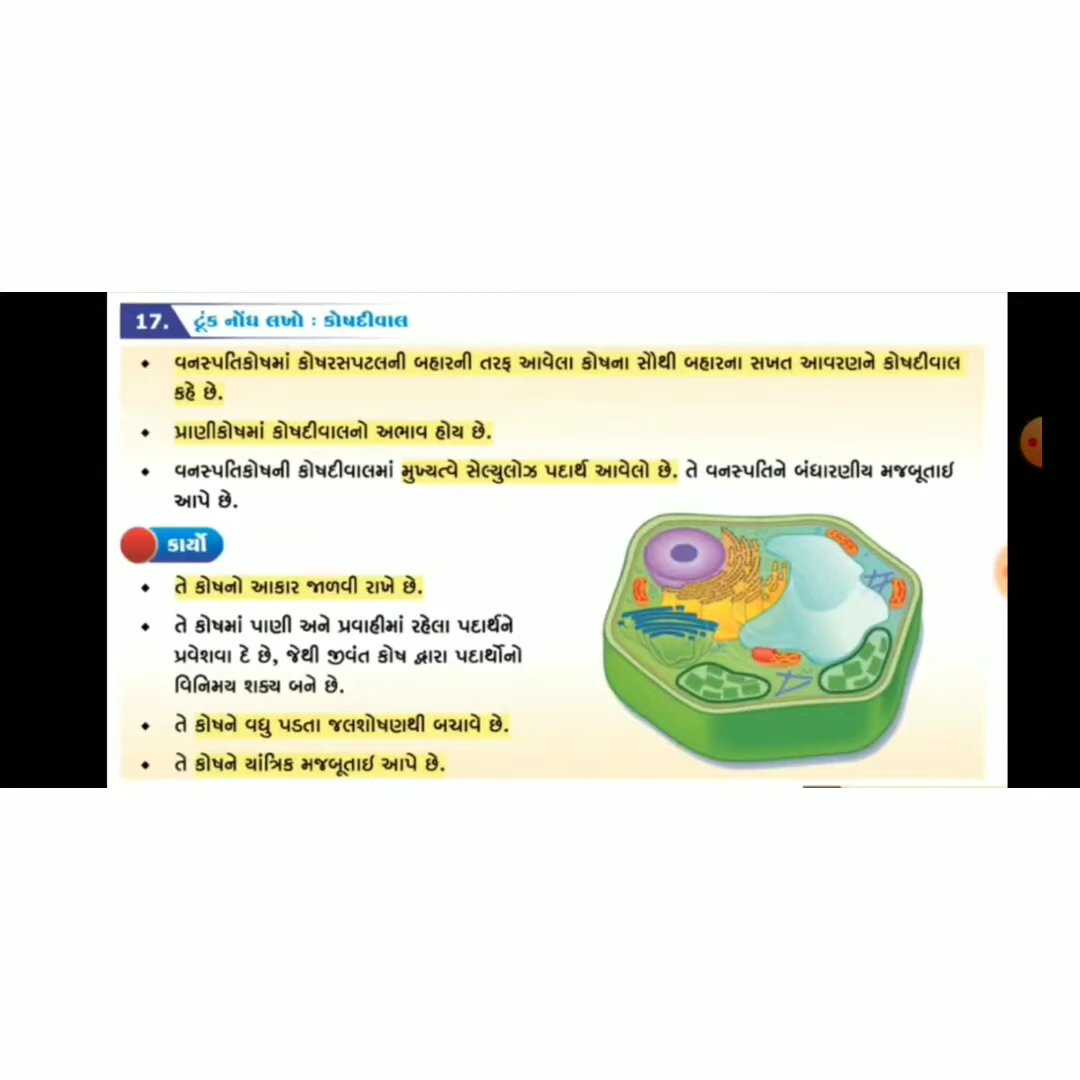 17. ટૂંક નોંધ લખો : કોષદીવાલ
• વનસ્પતિકોષમાં કોષરસપટલની બહારની તરફ આવેલા કોષના સૌથી બહારના સખત આવરણને કોષદીવાલ
કહે છે.
• પ્રાણીકોષમાં કોષદીવાલનો અભાવ હોય છે.
• વનસ્પતિકોષની કોષદીવાલમાં મુખ્યત્વે સેલ્યુલોઝ પદાર્થ આવેલો છે. તે વનસ્પતિને બંધારણીય મજબૂતાઇ
આપે છે.
કાર્યો
• તે કોષનો આકાર જાળવી રાખે છે.
• તે કોષમાં પાણી અને પ્રવાહીમાં રહેલા પદાર્થને
પ્રવેશવા દે છે, જેથી જીવંત કોષ દ્વારા પદાર્થોનો
વિનિમય શક્ય બને છે.
• તે કોષને વધુ પડતા જલશોષણથી બચાવે છે.
• તે કોષને યાંત્રિક મજબૂતાઇ આપે છે.